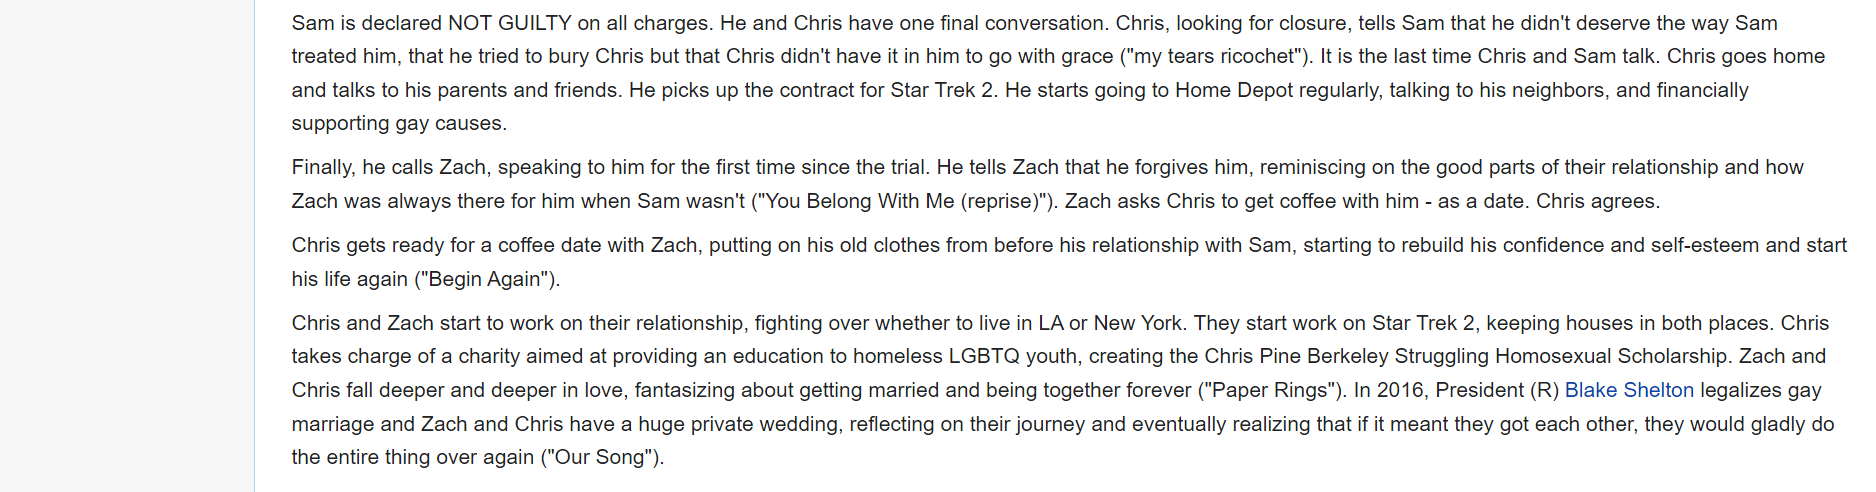 Sam is declared NOT GUILTY on all charges. He and Chris have one final conversation. Chris, looking for closure, tells Sam that he didn't deserve the way Sam
treated him, that he tried to bury Chris but that Chris didn't have it in him to go with grace ("my tears ricochet"). It is the last time Chris and Sam talk. Chris goes home
and talks to his parents and friends. He picks up the contract for Star Trek 2. He starts going to Home Depot regularly, talking to his neighbors, and financially
supporting gay causes.
Finally, he calls Zach, speaking to him for the first time since the trial. He tells Zach that he forgives him, reminiscing on the good parts of their relationship and how
Zach was always there for him when Sam wasn't ("You Belong With Me (reprise)"). Zach asks Chris to get coffee with him - as a date. Chris agrees.
Chris gets ready for a coffee date with Zach, putting on his old clothes from before his relationship with Sam, starting to rebuild his confidence and self-esteem and start
his life again ("Begin Again").
Chris and Zach start to work on their relationship, fighting over whether to live in LA or New York. They start work on Star Trek 2, keeping houses in both places. Chris
takes charge of a charity aimed at providing an education to homeless LGBTQ youth, creating the Chris Pine Berkeley Struggling Homosexual Scholarship. Zach and
Chris fall deeper and deeper in love, fantasizing about getting married and being together forever ("Paper Rings"). In 2016, President (R) Blake Shelton legalizes gay
marriage and Zach and Chris have a huge private wedding, reflecting on their journey and eventually realizing that if it meant they got each other, they would gladly do
the entire thing over again ("Our Song").